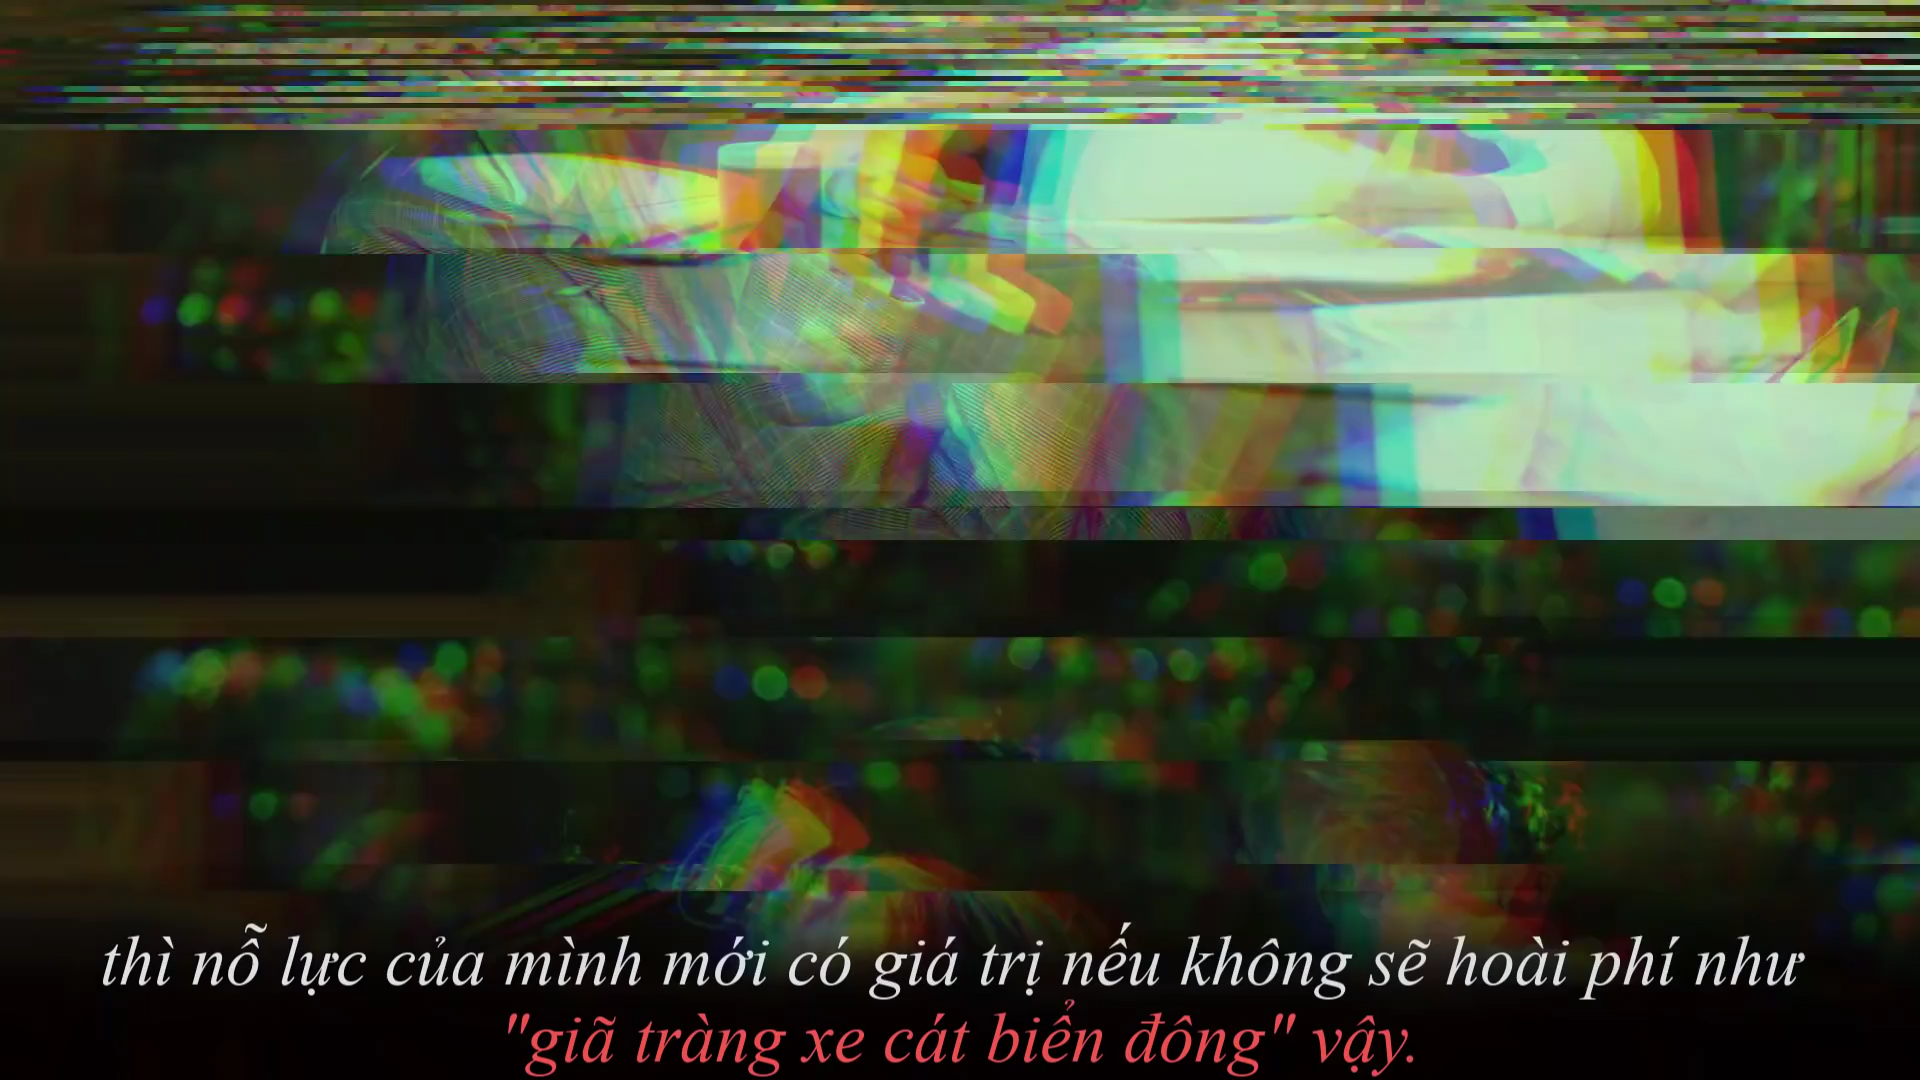 thì nỗ lực của mình mới có giá trị nếu không sẽ hoài phí như
"giã tràng xe cát biển đông" vậy.